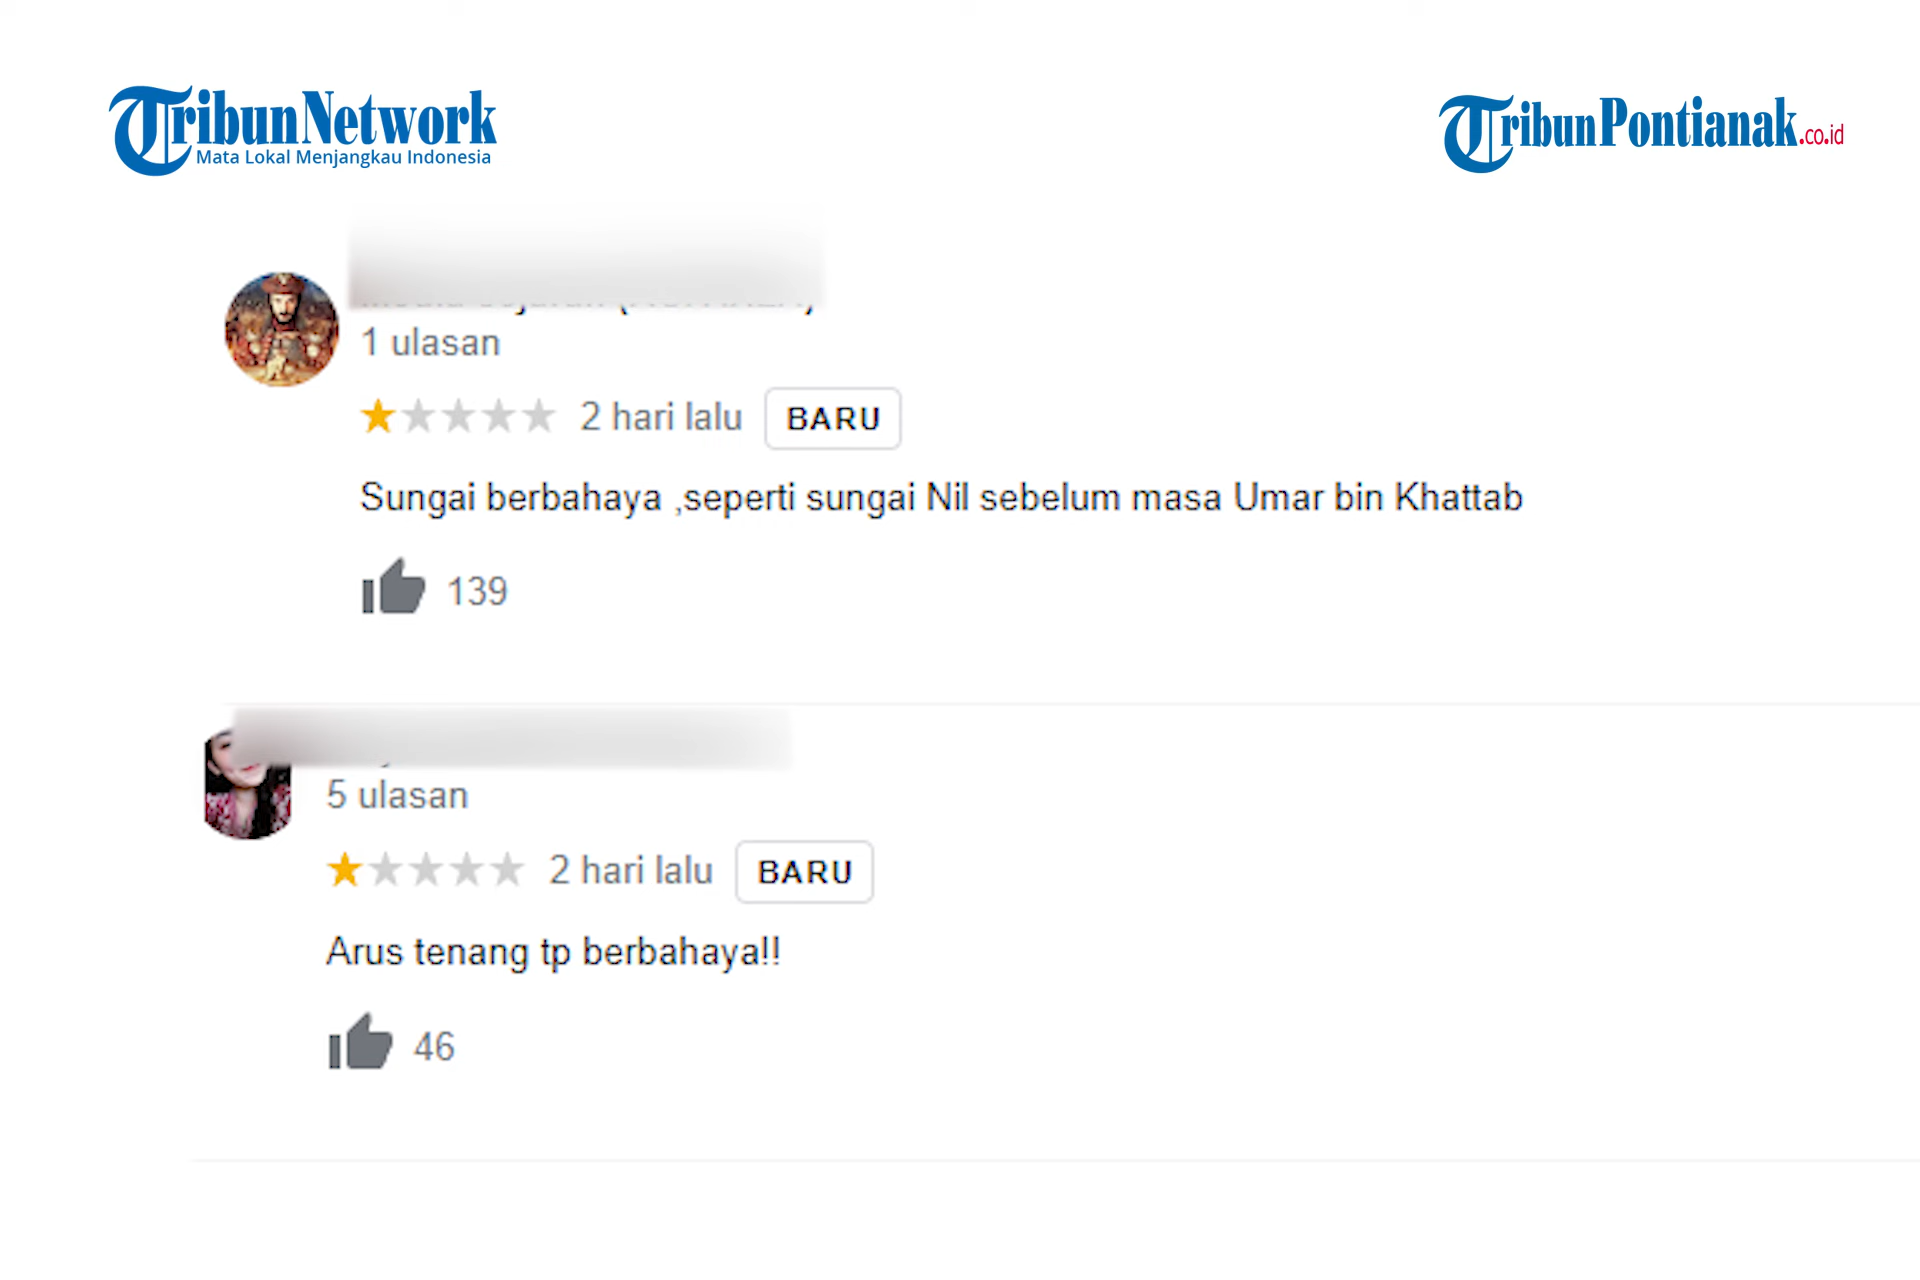 TribunNetwork
Mata Lokal Menjangkau Indonesia
TribunPontianak.co.id
1 ulasan
2 hari lalu BARU
Sungai berbahaya ,seperti sungai Nil sebelum masa Umar bin Khattab
139
5 ulasan
2 hari lalu BARU
Arus tenang tp berbahaya!!
46